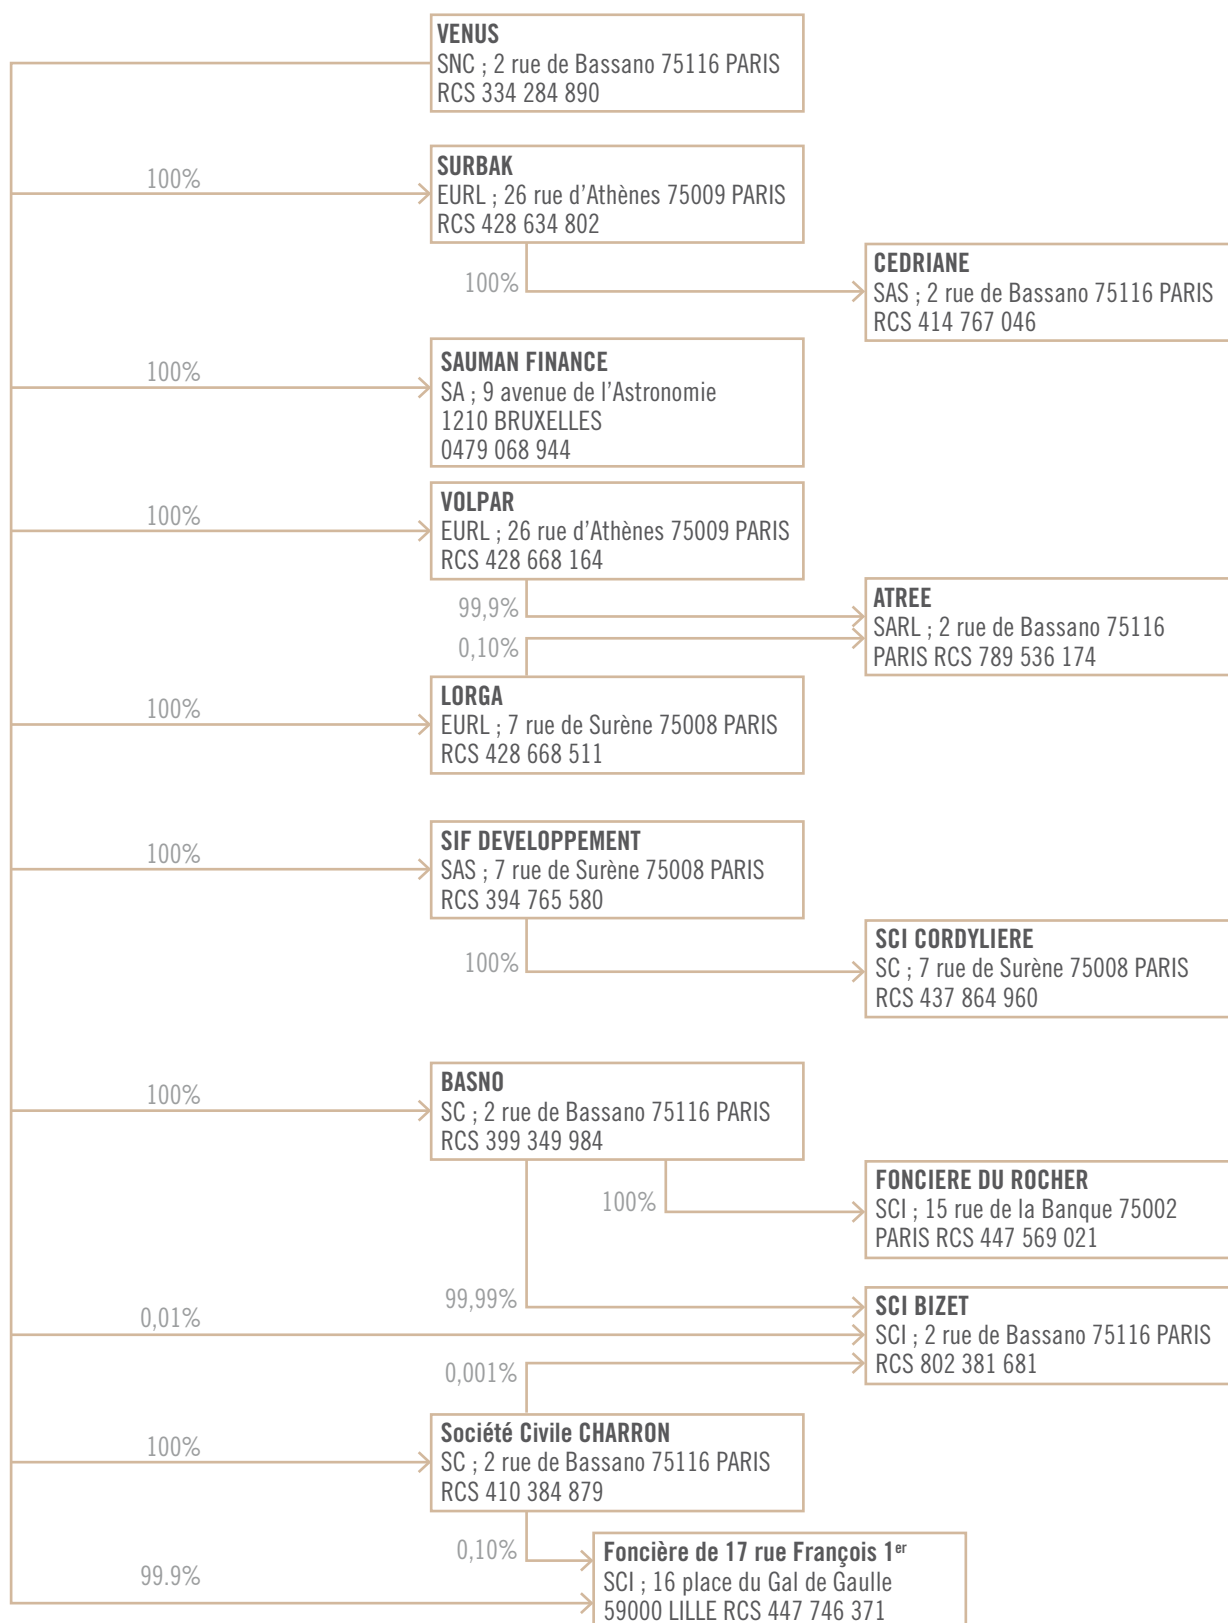 VENUS
SNC ; 2 rue de Bassano 75116 PARIS
RCS 334 284 890
100%
SURBAK
EURL ; 26 rue d’Athènes 75009 PARIS
RCS 428 634 802
100%
CEDRIANE
SAS ; 2 rue de Bassano 75116 PARIS
RCS 414 767 046
100%
SAUMAN FINANCE
SA ; 9 avenue de l’Astronomie
1210 BRUXELLES
0479 068 944
100%
VOLPAR
EURL ; 26 rue d’Athènes 75009 PARIS
RCS 428 668 164
99,9%
0,10%
ATREE
SARL ; 2 rue de Bassano 75116
PARIS RCS 789 536 174
100%
LORGA
EURL ; 7 rue de Surène 75008 PARIS
RCS 428 668 511
100%
SIF DEVELOPPEMENT
SAS ; 7 rue de Surène 75008 PARIS
RCS 394 765 580
100%
SCI CORDYLIERE
SC ; 7 rue de Surène 75008 PARIS
RCS 437 864 960
100%
BASNO
SC ; 2 rue de Bassano 75116 PARIS
RCS 399 349 984
100%
FONCIERE DU ROCHER
SCI ; 15 rue de la Banque 75002
PARIS RCS 447 569 021
99,99%
0,01%
0,001%
SCI BIZET
SCI ; 2 rue de Bassano 75116 PARIS
RCS 802 381 681
100%
Société Civile CHARRON
SC ; 2 rue de Bassano 75116 PARIS
RCS 410 384 879
0,10%
99.9%
Foncière de 17 rue François 1er
SCI ; 16 place du Gal de Gaulle
59000 LILLE RCS 447 746 371